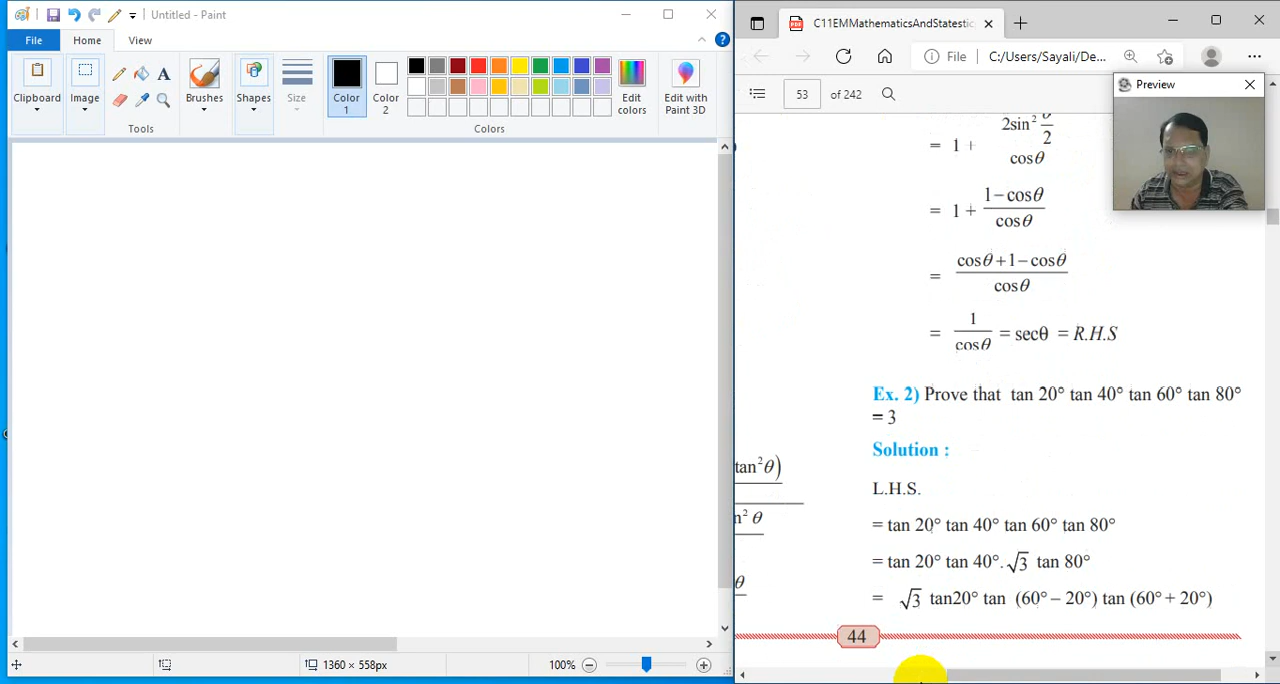 Untitled - Paint
File
Home
View
Clipboard
Image
Tools
Brushes
Shapes
Size
Color 1
Color 2
Edit colors
Edit with Paint 3D
Colors
1360 × 558px
100%
C11EMMathematicsAndStatestic
File
C:/Users/Sayali/De...
53 of 242
Preview
2sin² θ/2
= 1 +
cosθ
= 1 + (1 − cosθ)/cosθ
= (cosθ + 1 − cosθ)/cosθ
= 1/cosθ = secθ = R.H.S
Ex. 2) Prove that tan 20° tan 40° tan 60° tan 80°
= 3
Solution :
tan²θ)
n² θ
θ
L.H.S.
= tan 20° tan 40° tan 60° tan 80°
= tan 20° tan 40°. √3 tan 80°
= √3 tan20° tan (60° − 20°) tan (60° + 20°)
44